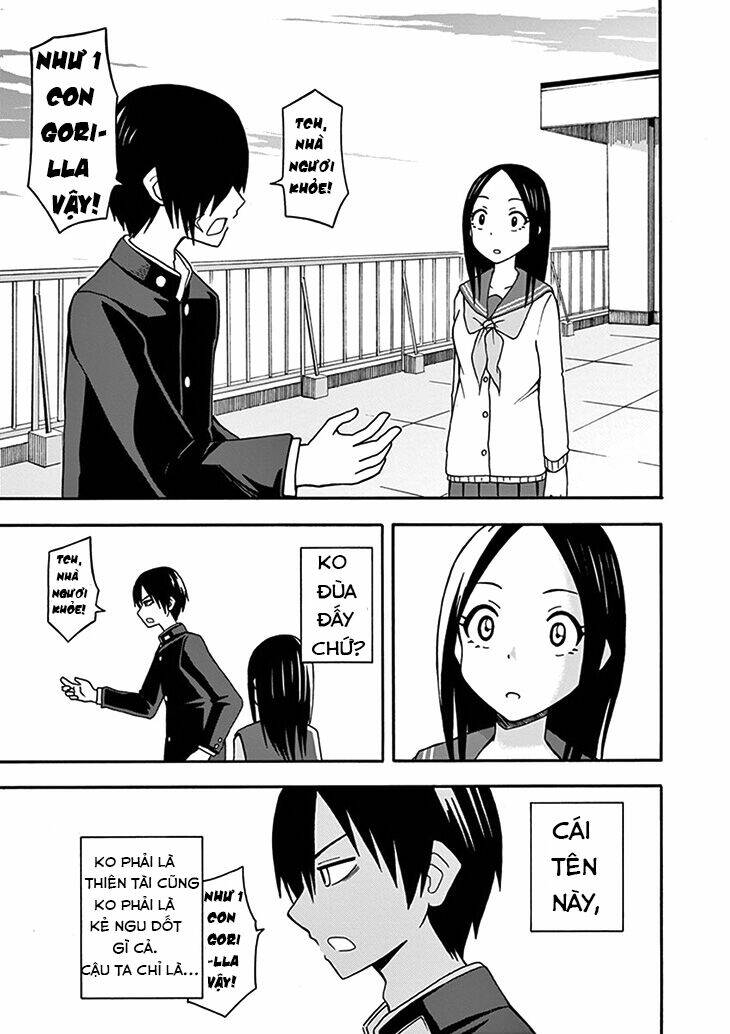 TCH,
NHÀ
NGƯƠI
KHỎE!
NHƯ 1
CON
GORI-
LLA
VẬY!
KO
ĐÙA
ĐẤY
CHỨ?
TCH,
NHÀ
NGƯƠI
KHỎE!
CÁI
TÊN
NÀY,
NHƯ 1
CON
GORI
-LLA
VẬY!
KO PHẢI LÀ
THIÊN TÀI CŨNG
KO PHẢI LÀ
KẺ NGU DỐT
GÌ CẢ.
CẬU TA CHỈ LÀ...